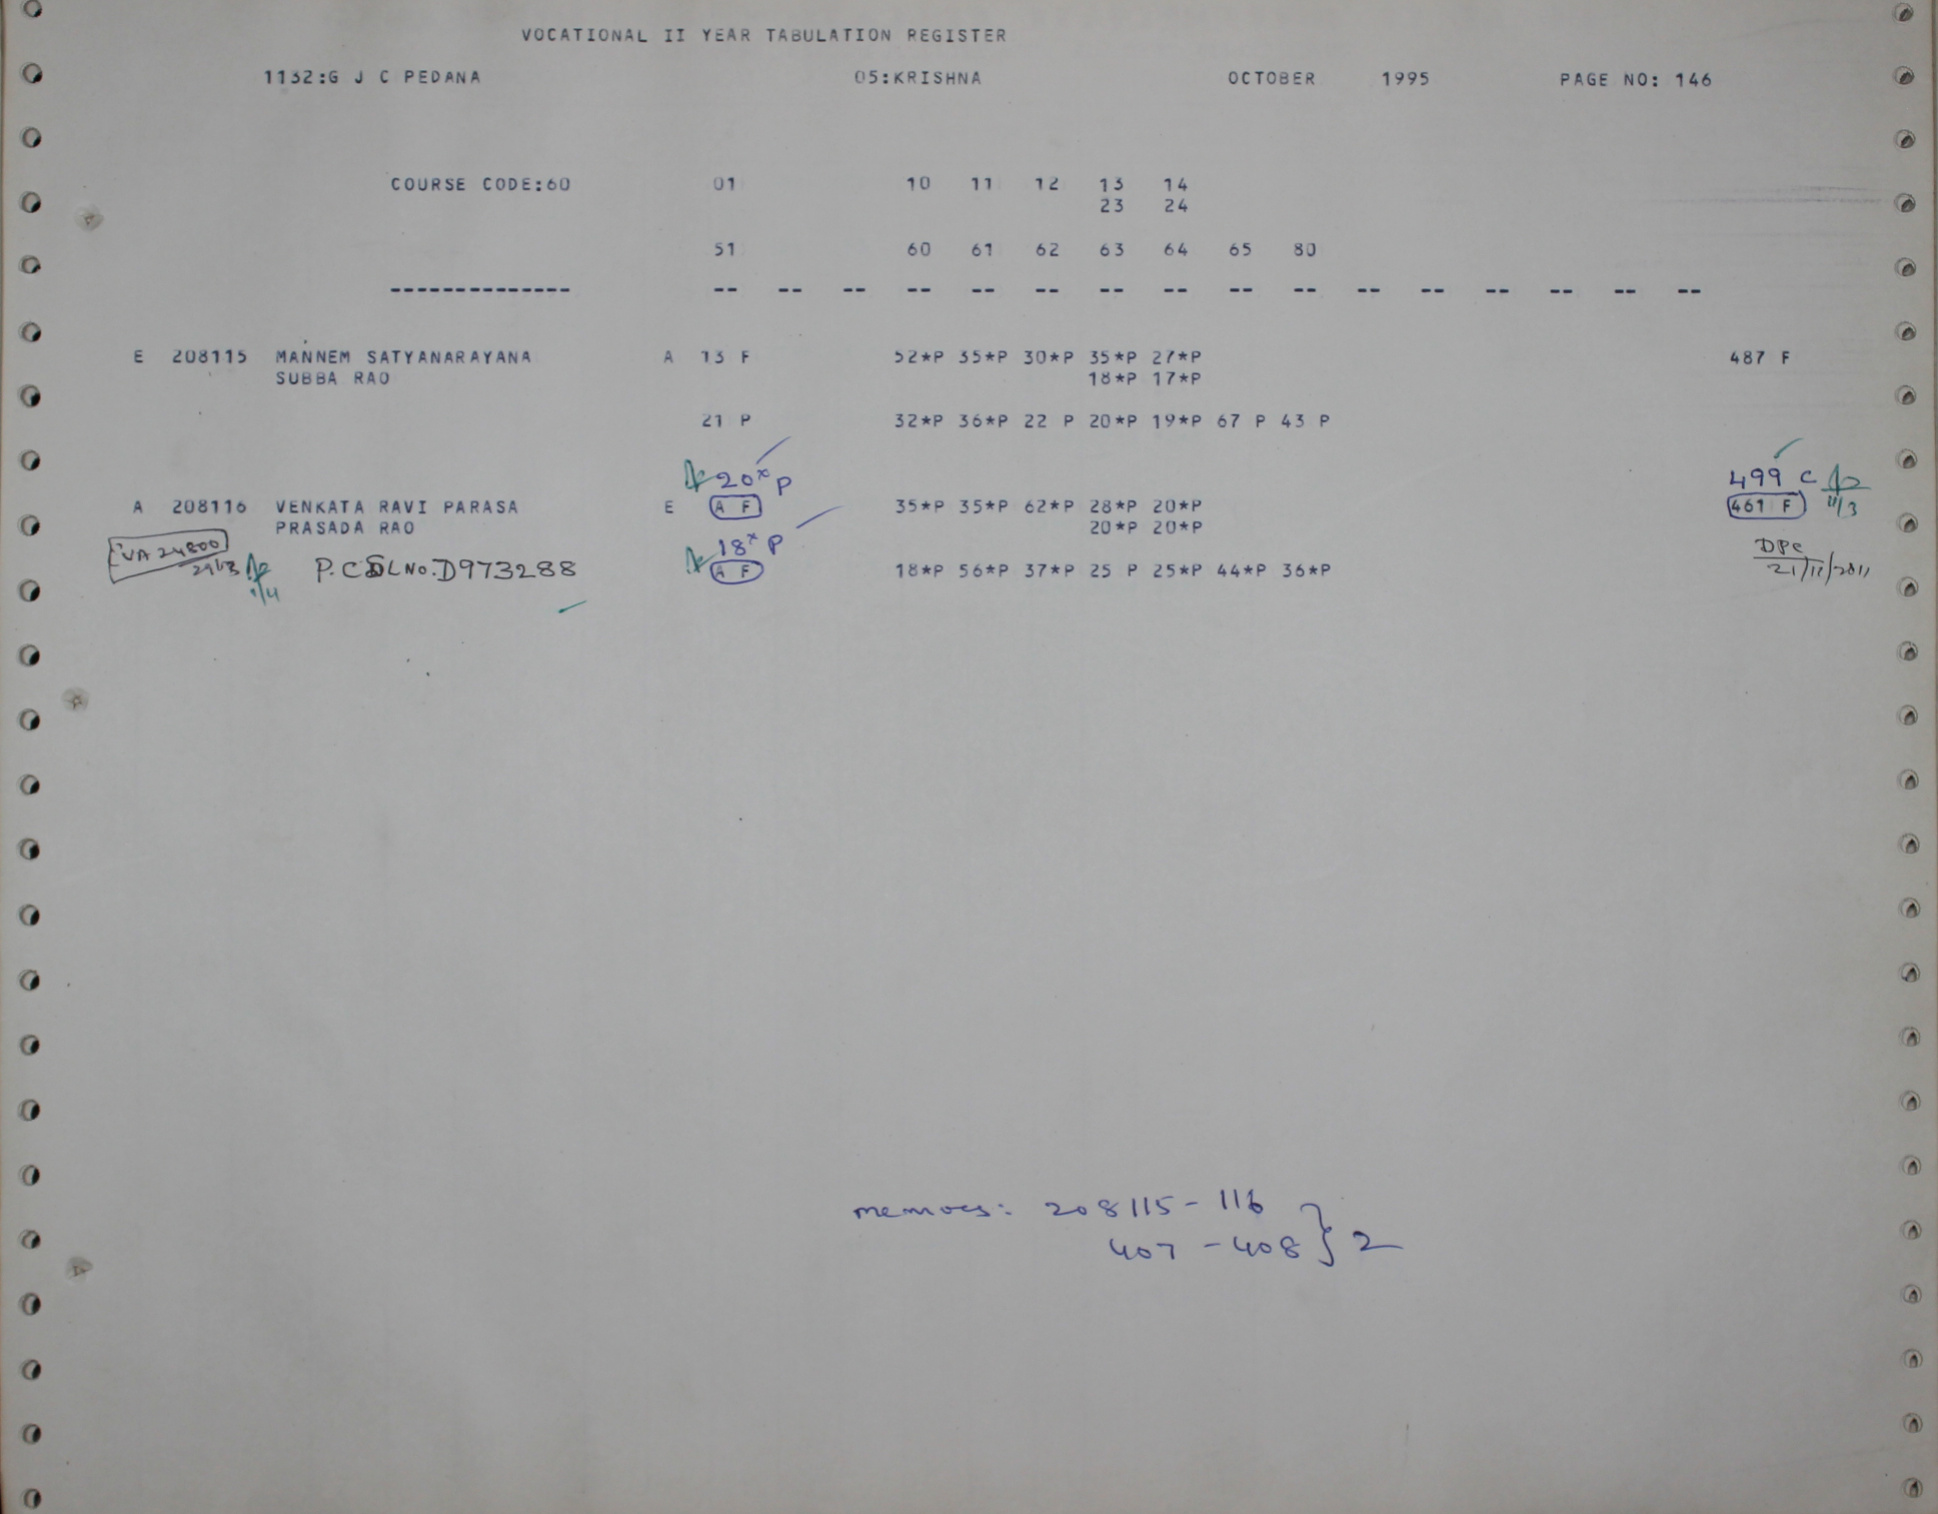 VOCATIONAL II YEAR TABULATION REGISTER
1132:G J C PEDANA 05:KRISHNA OCTOBER 1995 PAGE NO: 146
COURSE CODE:60 01 10 11 12 13 14
23 24
51 60 61 62 63 64 65 80
-------------- -- -- -- -- -- -- -- -- -- -- -- -- -- -- -- --
E 208115 MANNEM SATYANARAYANA A 13 F 52*P 35*P 30*P 35*P 27*P 487 F
SUBBA RAO 18*P 17*P
21 P 32*P 36*P 22 P 20*P 19*P 67 P 43 P
20* P 499 C
A 208116 VENKATA RAVI PARASA E A F 35*P 35*P 62*P 28*P 20*P 461 F 11/3
PRASADA RAO 20*P 20*P
VA 24800 18* P DPC
29/3 P.C SLNO.D973288 A F 18*P 56*P 37*P 25 P 25*P 44*P 36*P 21/11/2011
memoes: 208115-116
407-408 } 2